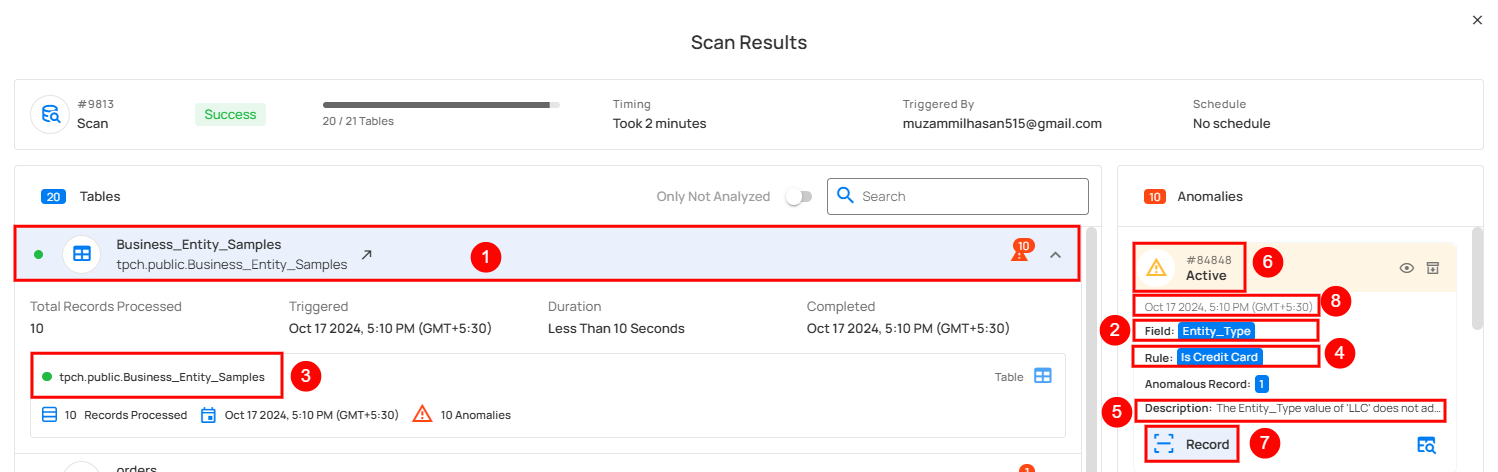 Scan Results
#9813
Scan
Success
20 / 21 Tables
Timing
Took 2 minutes
Triggered By
muzammilhasan515@gmail.com
Schedule
No schedule
20 Tables
Only Not Analyzed
Search
Business_Entity_Samples
tpch.public.Business_Entity_Samples
1
10
Total Records Processed
10
Triggered
Oct 17 2024, 5:10 PM (GMT+5:30)
Duration
Less Than 10 Seconds
Completed
Oct 17 2024, 5:10 PM (GMT+5:30)
tpch.public.Business_Entity_Samples
3
Table
10 Records Processed
Oct 17 2024, 5:10 PM (GMT+5:30)
10 Anomalies
orders
1
10 Anomalies
#84848
Active
6
Oct 17 2024, 5:10 PM (GMT+5:30)
8
2
Field: Entity_Type
Rule: Is Credit Card
4
Anomalous Record: 1
5
Description: The Entity_Type value of 'LLC' does not ad...
Record
7